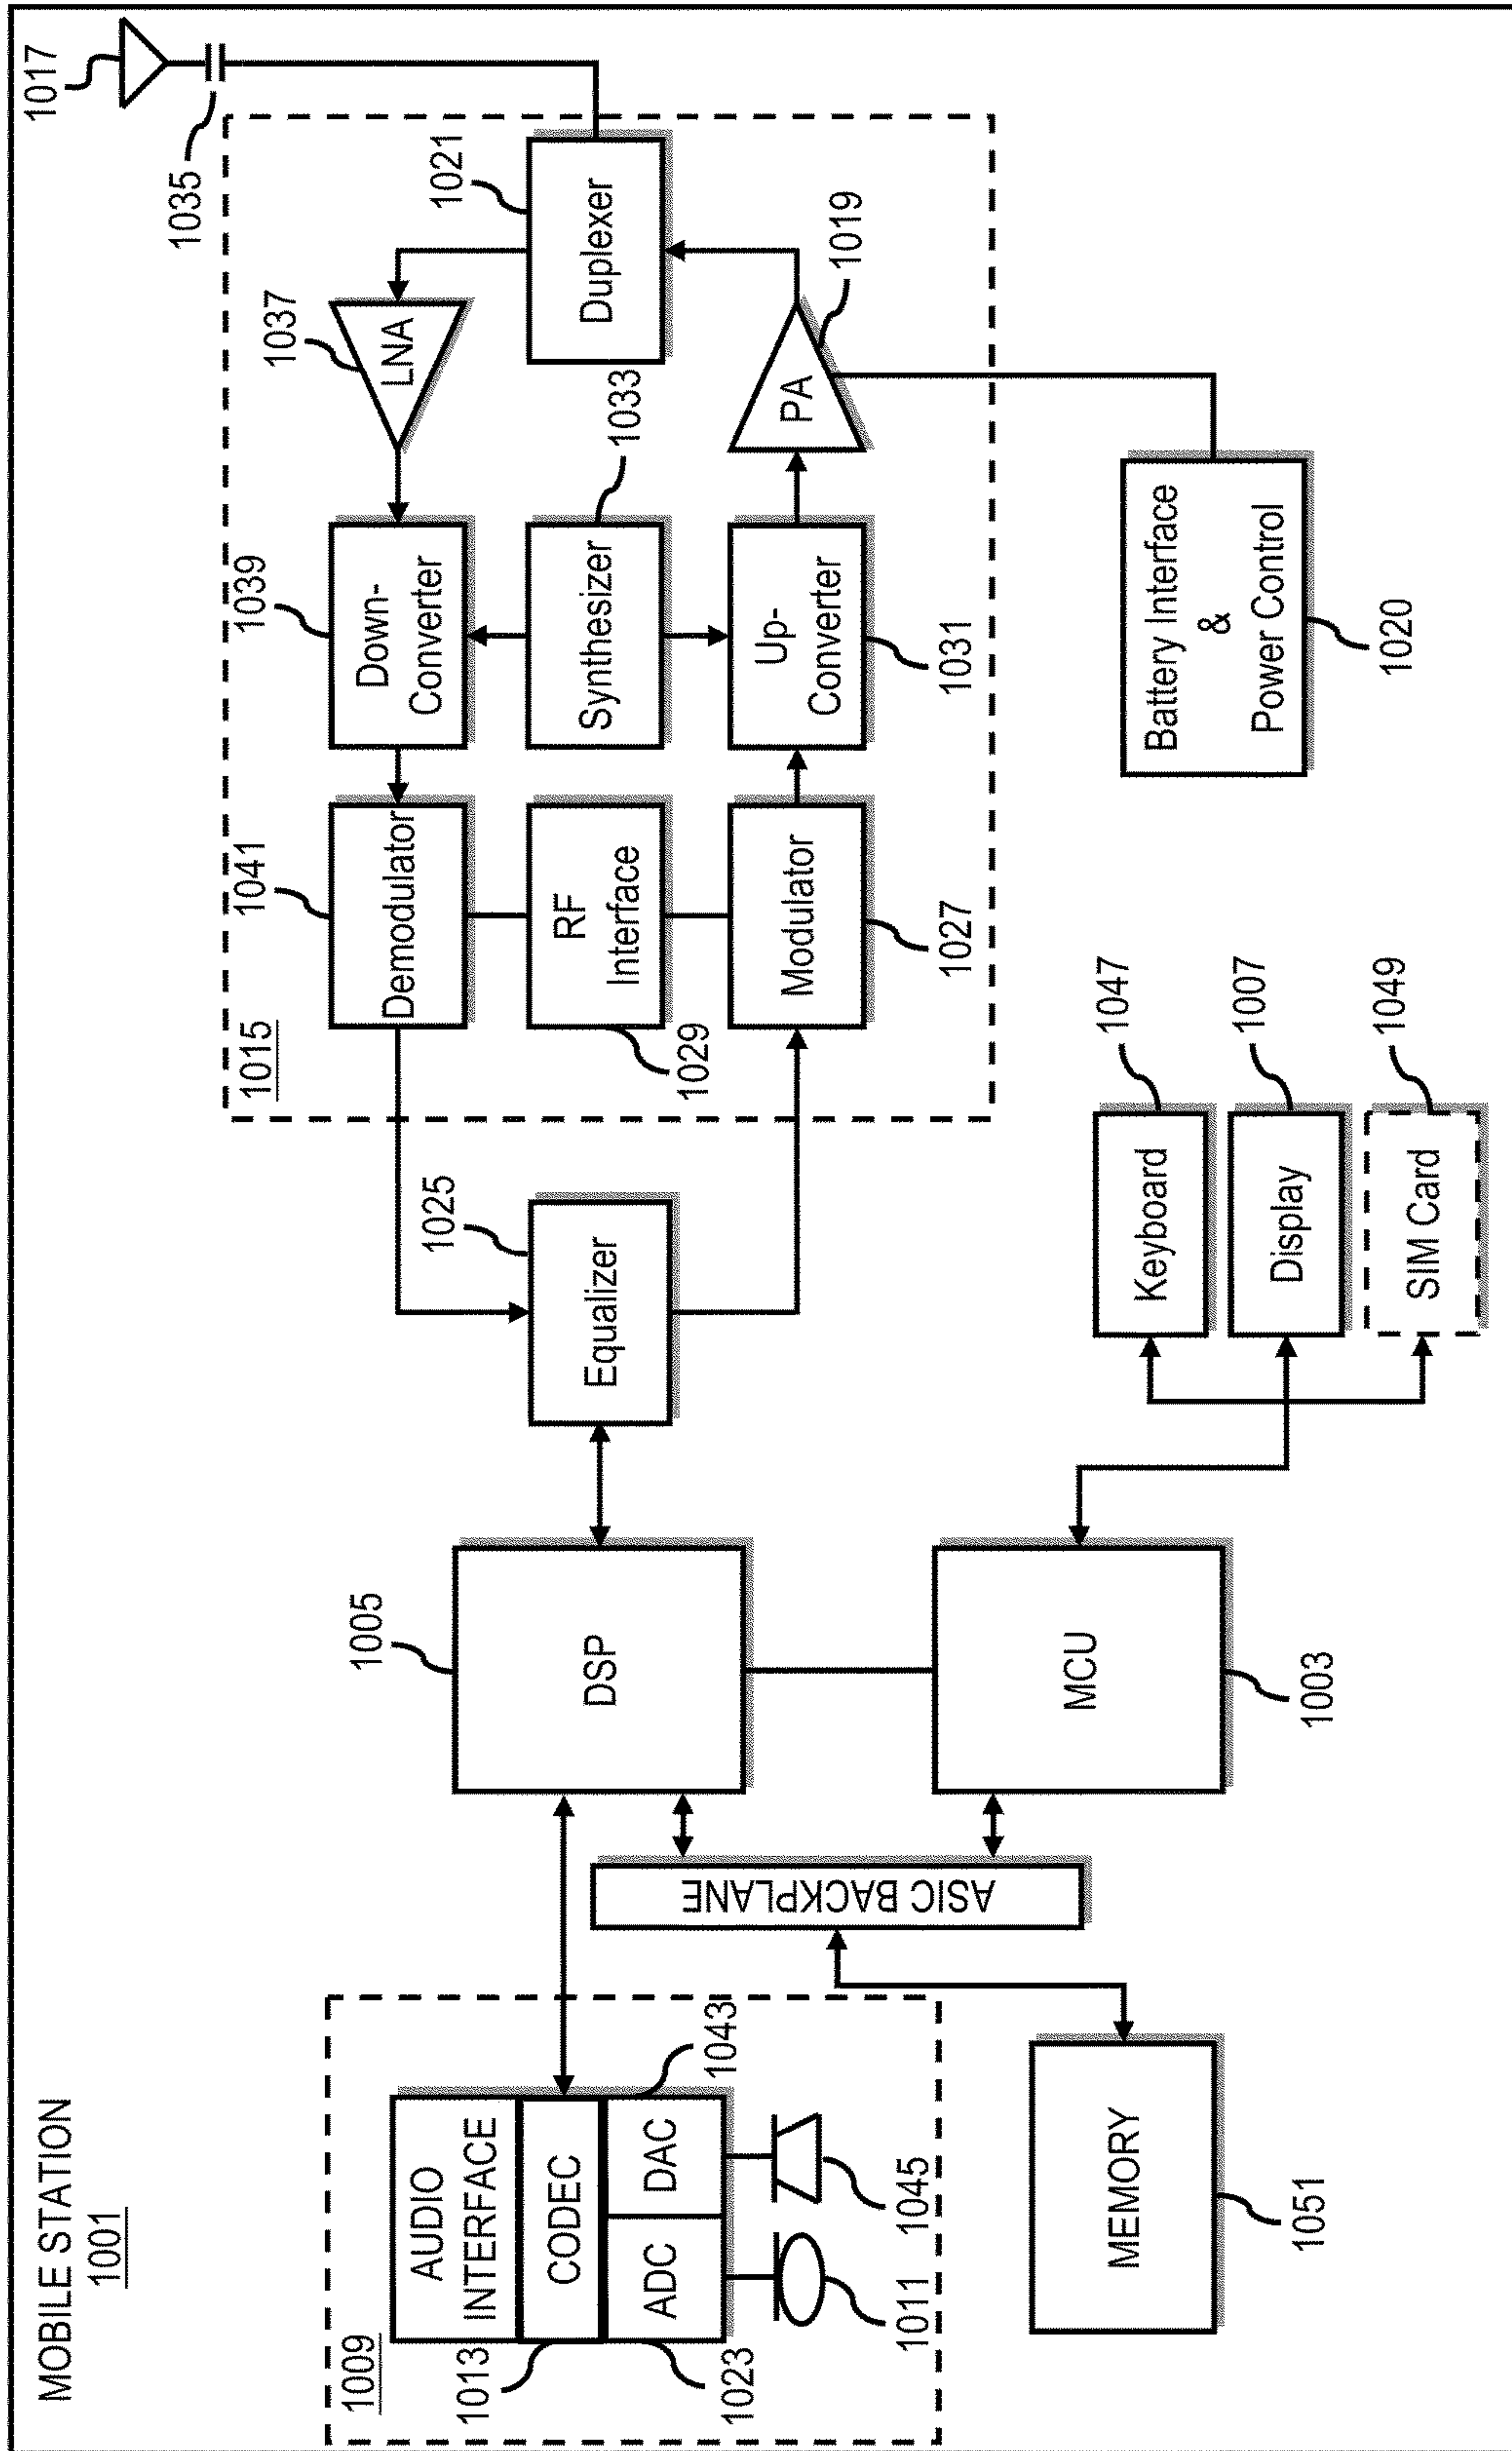 MOBILE STATION
1001
1009
AUDIO
INTERFACE
1013
CODEC
1023
ADC
DAC
1043
1011
1045
MEMORY
1051
ASIC BACKPLANE
1005
DSP
MCU
1003
1025
Equalizer
Keyboard
1047
Display
1007
SIM Card
1049
1015
1041
Demodulator
RF
Interface
1029
Modulator
1027
1039
Down-
Converter
Synthesizer
1033
Up-
Converter
1031
1037
LNA
PA
1019
1021
Duplexer
1035
1017
Battery Interface
&
Power Control
1020